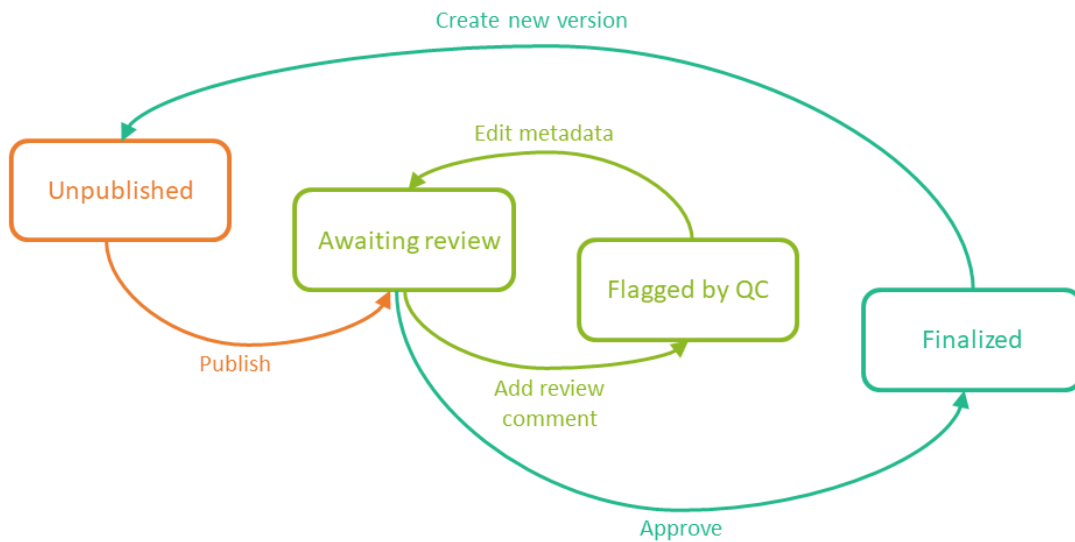 Create new version
Edit metadata
Unpublished
Awaiting review
Flagged by QC
Finalized
Publish
Add review
comment
Approve